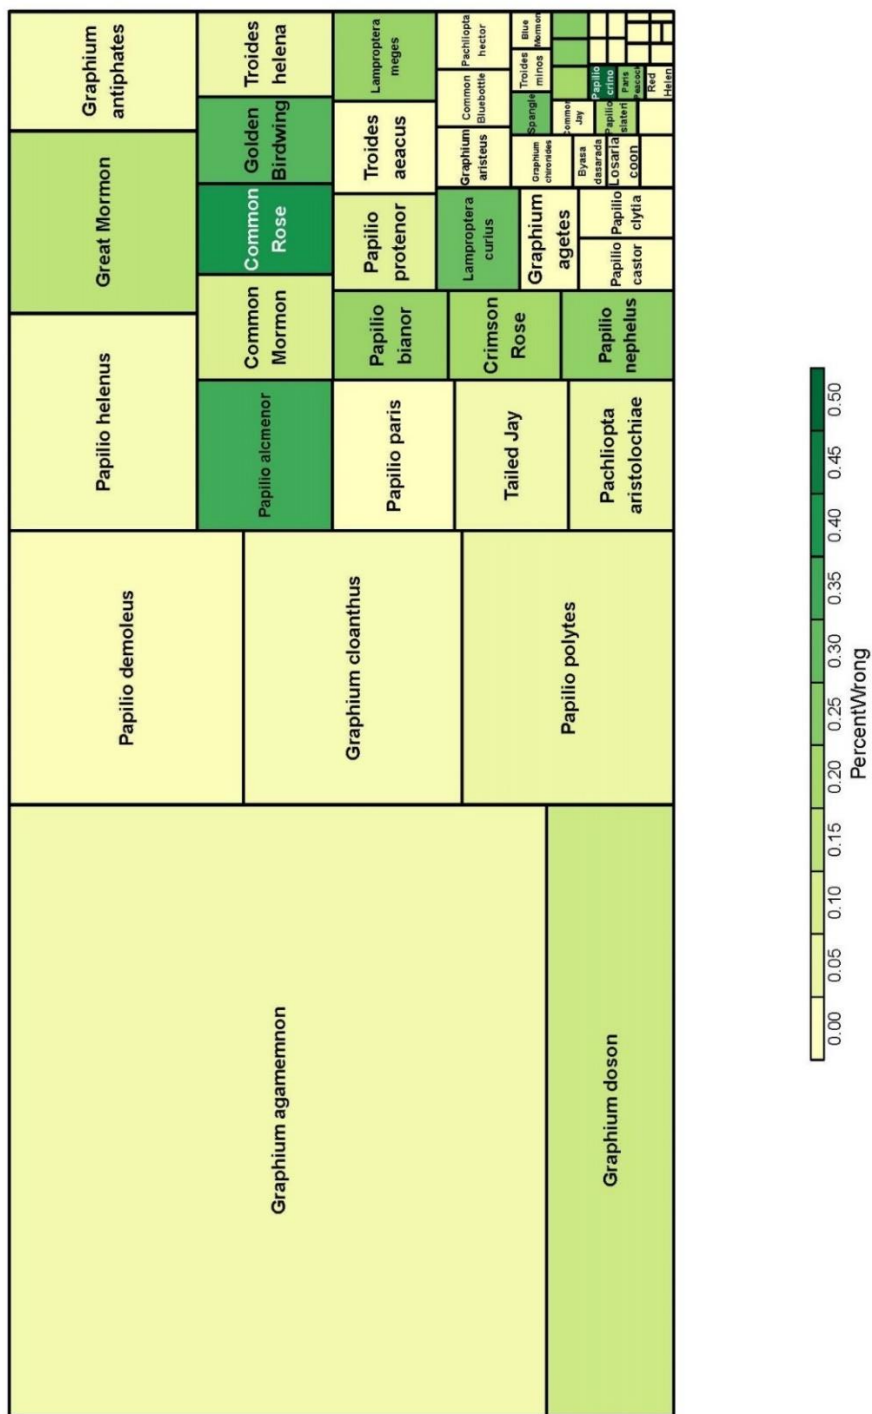 Graphium agamemnon
Graphium doson
Papilio demoleus
Graphium cloanthus
Papilio polytes
Papilio helenus
Great Mormon
Graphium
antiphates
Papilio alcmenor
Common
Mormon
Common
Rose
Golden
Birdwing
Troides
helena
Papilio paris
Tailed Jay
Pachliopta
aristolochiae
Papilio
bianor
Crimson
Rose
Papilio
nephelus
Papilio
protenor
Troides
aeacus
Lamproptera
meges
Lamproptera
curius
Graphium
agetes
Papilio
castor
Papilio
clytia
Graphium
aristeus
Common
Bluebottle
Pachliopta
hector
Graphium
chironides
Byasa
dasarada
Losaria
coon
Spangle
Troides
minos
Blue
Mormon
Common
Jay
Papilio
slateri
Papilio
crino
Paris
Peacock
Red
Helen
0.00 0.05 0.10 0.15 0.20 0.25 0.30 0.35 0.40 0.45 0.50
PercentWrong